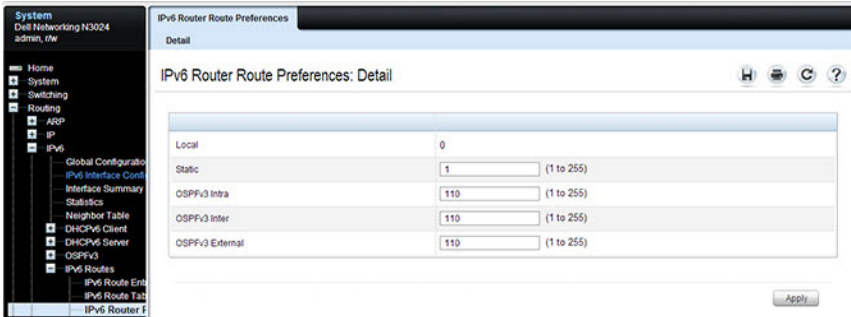 System
Dell Networking N3024
admin, r/w
Home
System
Switching
Routing
ARP
IP
IPv6
Global Configuratio
IPv6 Interface Confi
Interface Summary
Statistics
Neighbor Table
DHCPv6 Client
DHCPv6 Server
OSPFv3
IPv6 Routes
IPv6 Route Ent
IPv6 Route Tab
IPv6 Router P
IPv6 Router Route Preferences
Detail
IPv6 Router Route Preferences: Detail
Local 0
Static 1 (1 to 255)
OSPFv3 Intra 110 (1 to 255)
OSPFv3 Inter 110 (1 to 255)
OSPFv3 External 110 (1 to 255)
Apply